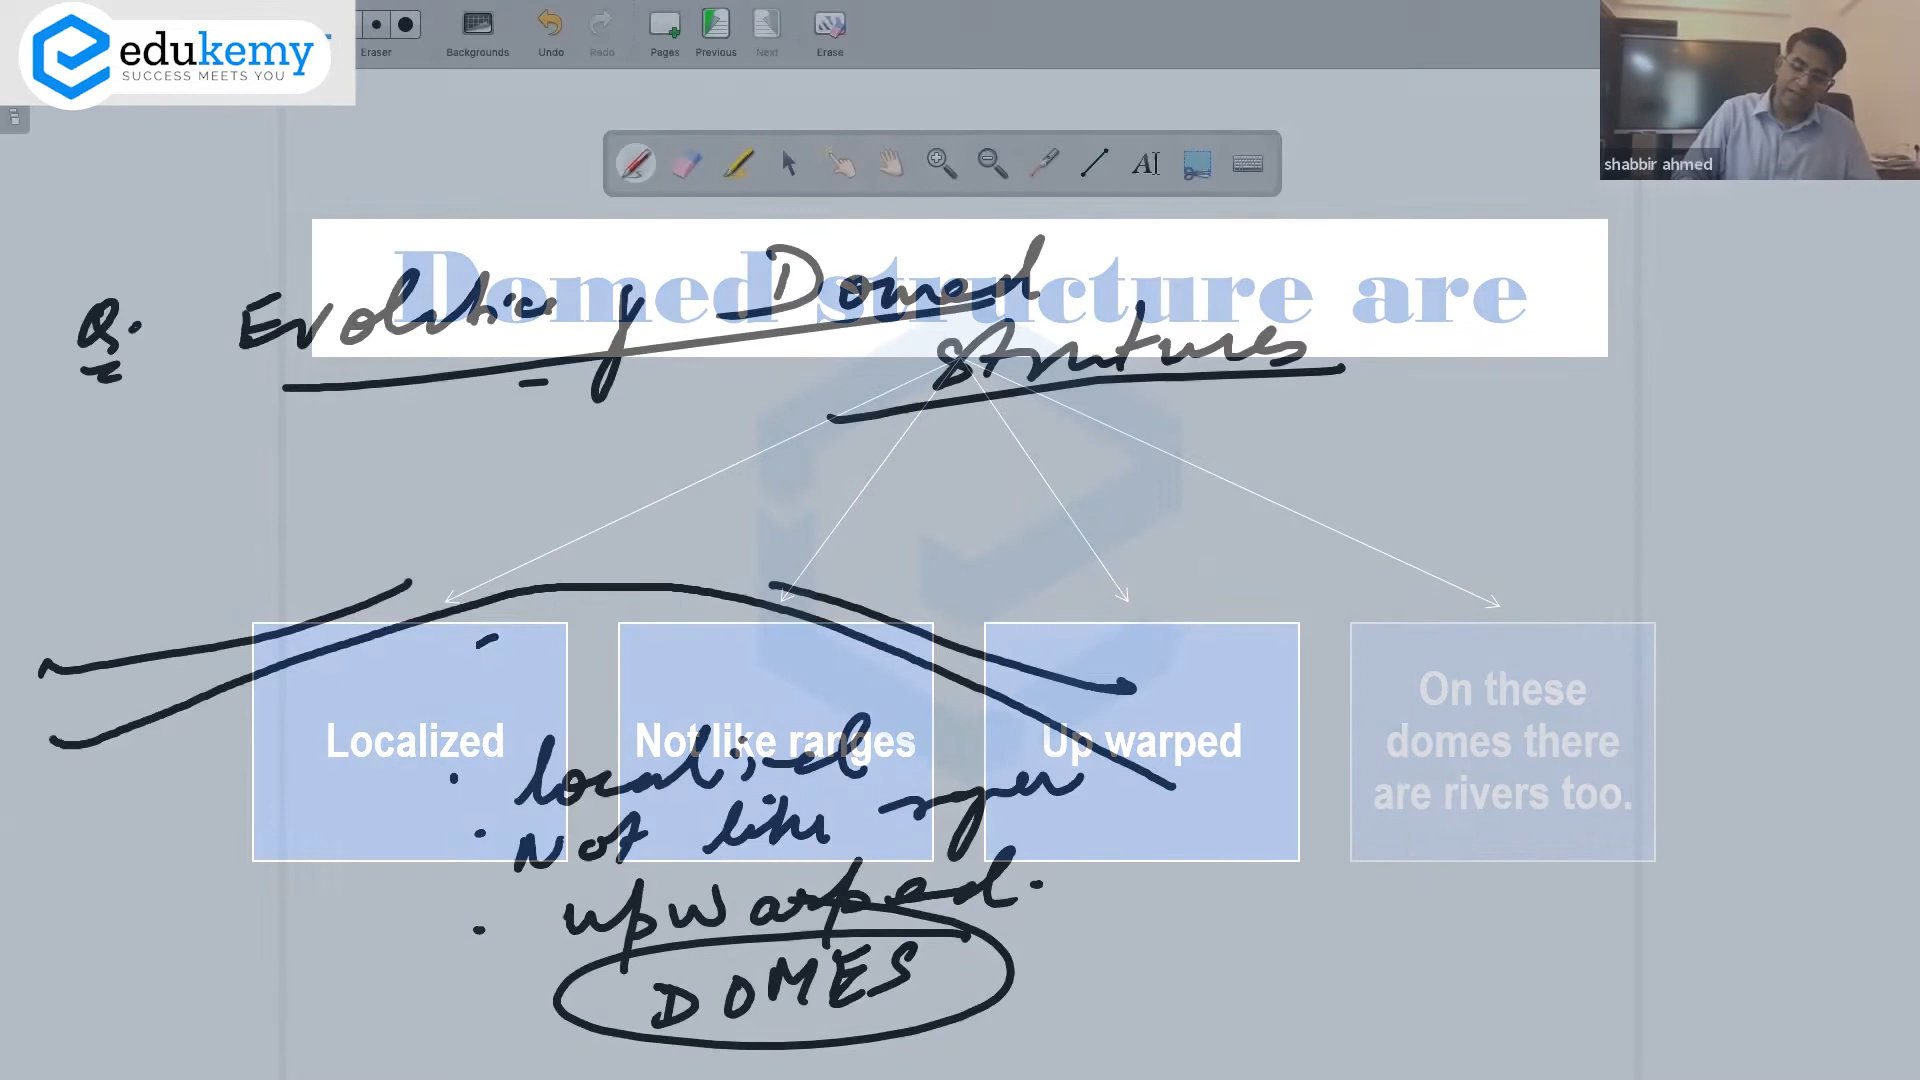 edukemy
SUCCESS MEETS YOU
Eraser
Backgrounds
Undo
Redo
Pages
Previous
Next
Erase
shabbir ahmed
AI
Domed structure are
Q. Evolution of Domed
Structures
Localized
Not like ranges
Up warped
On these
domes there
are rivers too.
localised
Not like
upwarped.
DOMES